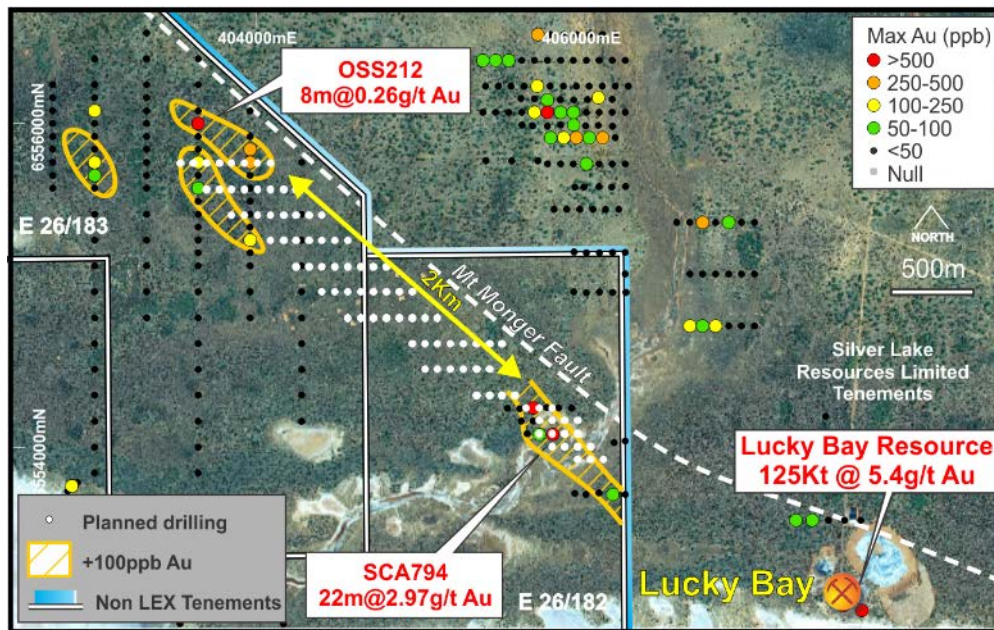 404000mE
406000mE
6556000mN
6554000mN
OSS212
8m@0.26g/t Au
Max Au (ppb)
>500
250-500
100-250
50-100
<50
Null
E 26/183
NORTH
500m
2Km
Mt Monger Fault
Silver Lake
Resources Limited
Tenements
Lucky Bay Resource
125Kt @ 5.4g/t Au
Planned drilling
+100ppb Au
Non LEX Tenements
SCA794
22m@2.97g/t Au
E 26/182
Lucky Bay